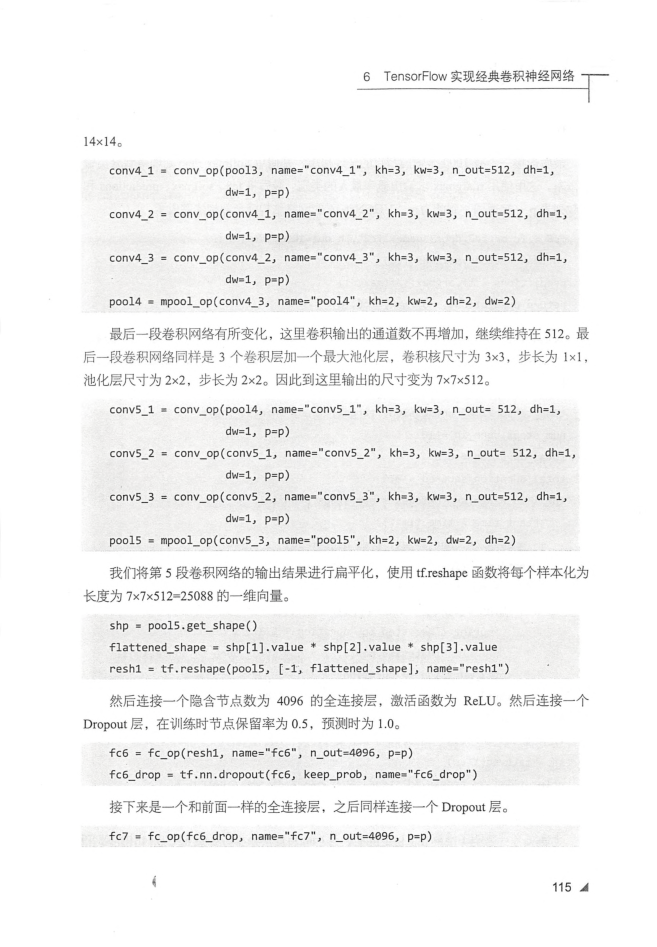 6 TensorFlow 实现经典卷积神经网络
14×14。
conv4_1 = conv_op(pool3, name="conv4_1", kh=3, kw=3, n_out=512, dh=1,
dw=1, p=p)
conv4_2 = conv_op(conv4_1, name="conv4_2", kh=3, kw=3, n_out=512, dh=1,
dw=1, p=p)
conv4_3 = conv_op(conv4_2, name="conv4_3", kh=3, kw=3, n_out=512, dh=1,
dw=1, p=p)
pool4 = mpool_op(conv4_3, name="pool4", kh=2, kw=2, dh=2, dw=2)
最后一段卷积网络有所变化，这里卷积输出的通道数不再增加，继续维持在 512。最
后一段卷积网络同样是 3 个卷积层加一个最大池化层，卷积核尺寸为 3×3，步长为 1×1，
池化层尺寸为 2×2，步长为 2×2。因此到这里输出的尺寸变为 7×7×512。
conv5_1 = conv_op(pool4, name="conv5_1", kh=3, kw=3, n_out= 512, dh=1,
dw=1, p=p)
conv5_2 = conv_op(conv5_1, name="conv5_2", kh=3, kw=3, n_out= 512, dh=1,
dw=1, p=p)
conv5_3 = conv_op(conv5_2, name="conv5_3", kh=3, kw=3, n_out=512, dh=1,
dw=1, p=p)
pool5 = mpool_op(conv5_3, name="pool5", kh=2, kw=2, dw=2, dh=2)
我们将第 5 段卷积网络的输出结果进行扁平化，使用 tf.reshape 函数将每个样本化为
长度为 7×7×512=25088 的一维向量。
shp = pool5.get_shape()
flattened_shape = shp[1].value * shp[2].value * shp[3].value
resh1 = tf.reshape(pool5, [-1, flattened_shape], name="resh1")
然后连接一个隐含节点数为 4096 的全连接层，激活函数为 ReLU。然后连接一个
Dropout 层，在训练时节点保留率为 0.5，预测时为 1.0。
fc6 = fc_op(resh1, name="fc6", n_out=4096, p=p)
fc6_drop = tf.nn.dropout(fc6, keep_prob, name="fc6_drop")
接下来是一个和前面一样的全连接层，之后同样连接一个 Dropout 层。
fc7 = fc_op(fc6_drop, name="fc7", n_out=4096, p=p)
115